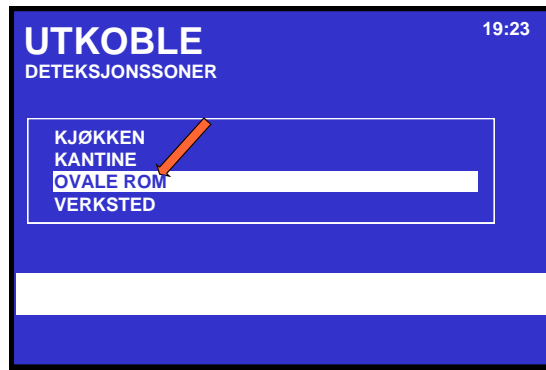 UTKOBLE
19:23
DETEKSJONSSONER
KJØKKEN
KANTINE
OVALE ROM
VERKSTED